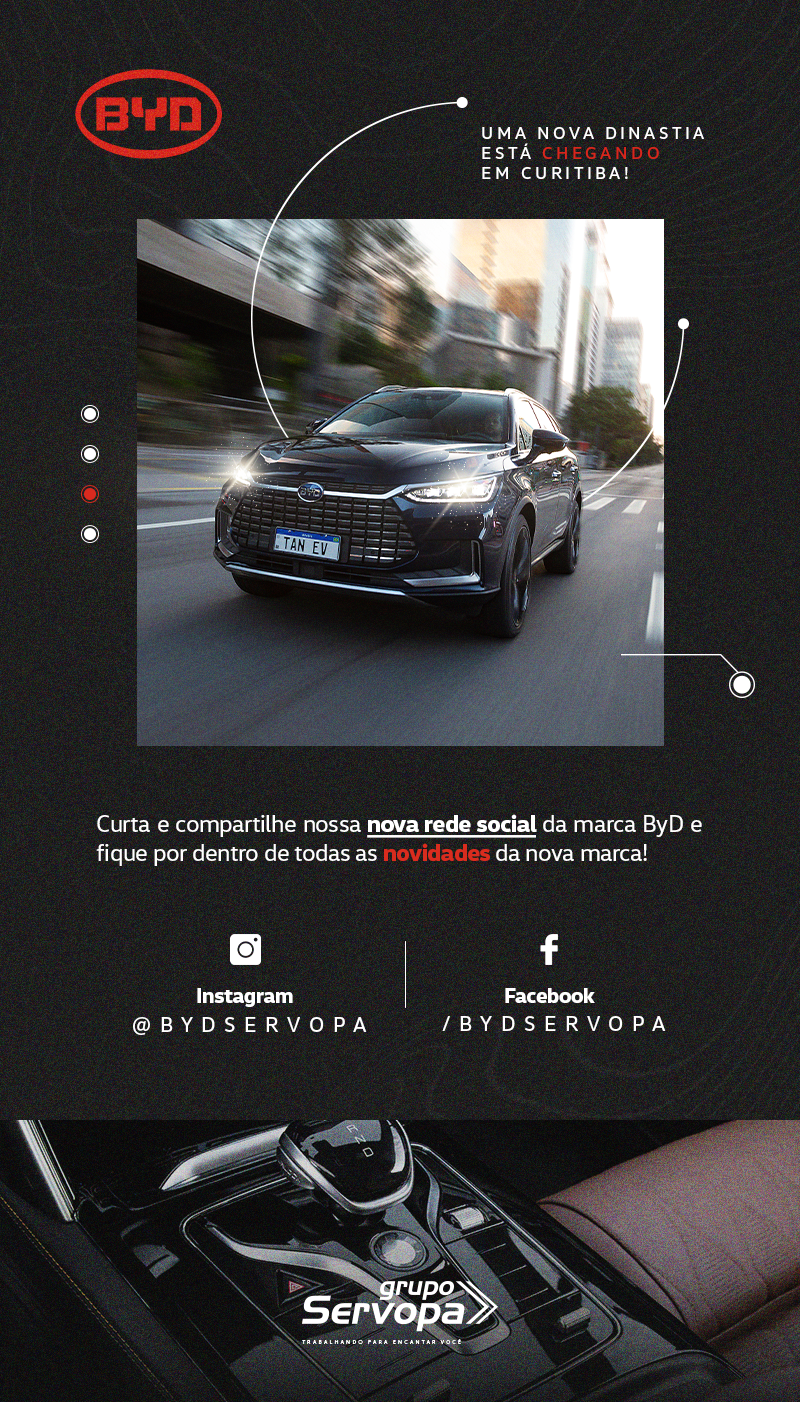 BYD
UMA NOVA DINASTIA
ESTÁ CHEGANDO
EM CURITIBA!
BYD
TAN EV
Curta e compartilhe nossa nova rede social da marca ByD e
fique por dentro de todas as novidades da nova marca!
Instagram
@BYDSERVOPA
Facebook
/BYDSERVOPA
R
N
D
grupo
Servopa
TRABALHANDO PARA ENCANTAR VOCÊ